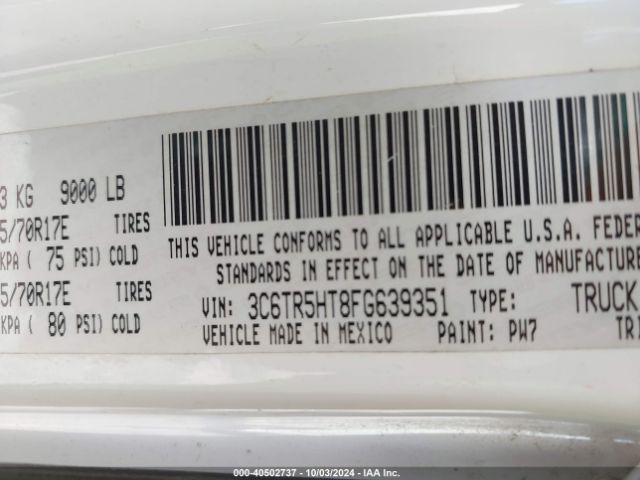 3 KG 9000 LB
5/70R17E TIRES
KPA ( 75 PSI) COLD
5/70R17E TIRES
KPA ( 80 PSI) COLD
THIS VEHICLE CONFORMS TO ALL APPLICABLE U.S.A. FEDER
STANDARDS IN EFFECT ON THE DATE OF MANUFACTURE
VIN: 3C6TR5HT8FG639351 TYPE: TRUCK
VEHICLE MADE IN MEXICO PAINT: PW7 TRI
000-40502737 - 10/03/2024 - IAA Inc.